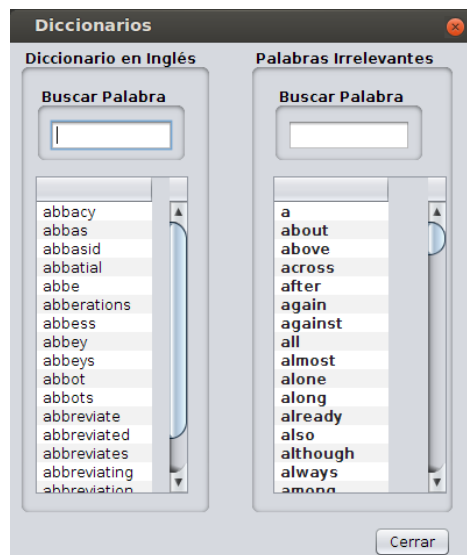 Diccionarios
Diccionario en Inglés
Buscar Palabra
abbacy
abbas
abbasid
abbatial
abbe
abberations
abbess
abbey
abbeys
abbot
abbots
abbreviate
abbreviated
abbreviates
abbreviating
abbreviation
Palabras Irrelevantes
Buscar Palabra
a
about
above
across
after
again
against
all
almost
alone
along
already
also
although
always
among
Cerrar